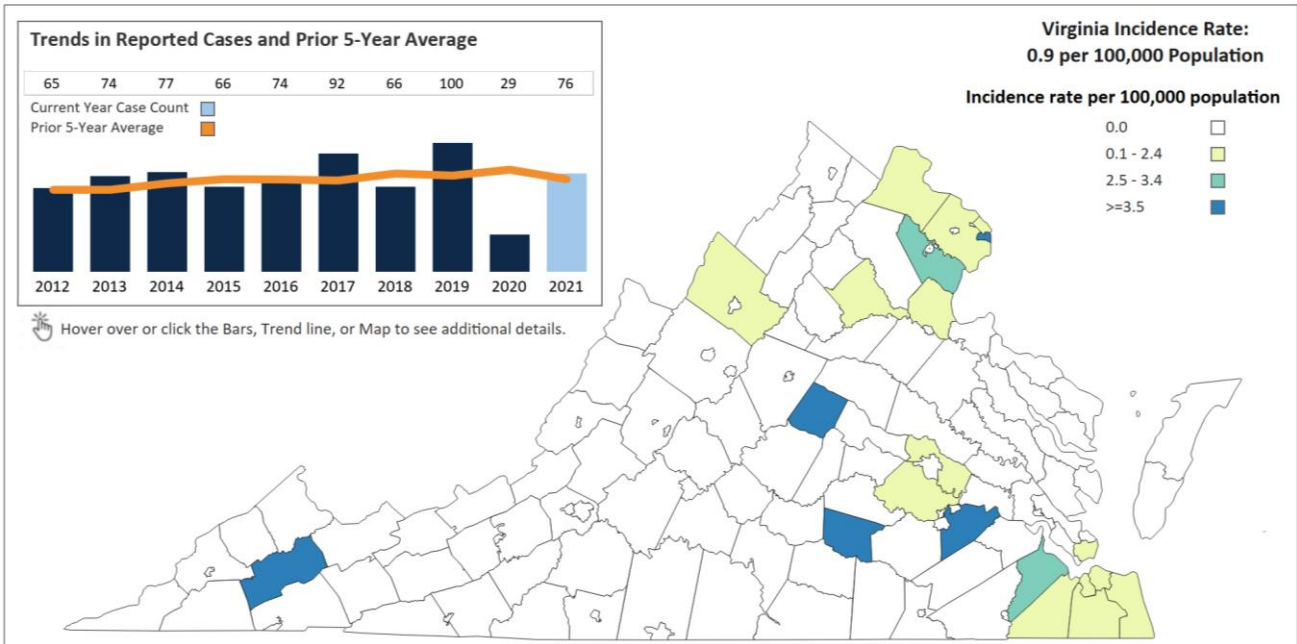 Trends in Reported Cases and Prior 5-Year Average
65 74 77 66 74 92 66 100 29 76
Current Year Case Count
Prior 5-Year Average
2012 2013 2014 2015 2016 2017 2018 2019 2020 2021
Hover over or click the Bars, Trend line, or Map to see additional details.
Virginia Incidence Rate:
0.9 per 100,000 Population
Incidence rate per 100,000 population
0.0
0.1 - 2.4
2.5 - 3.4
>=3.5